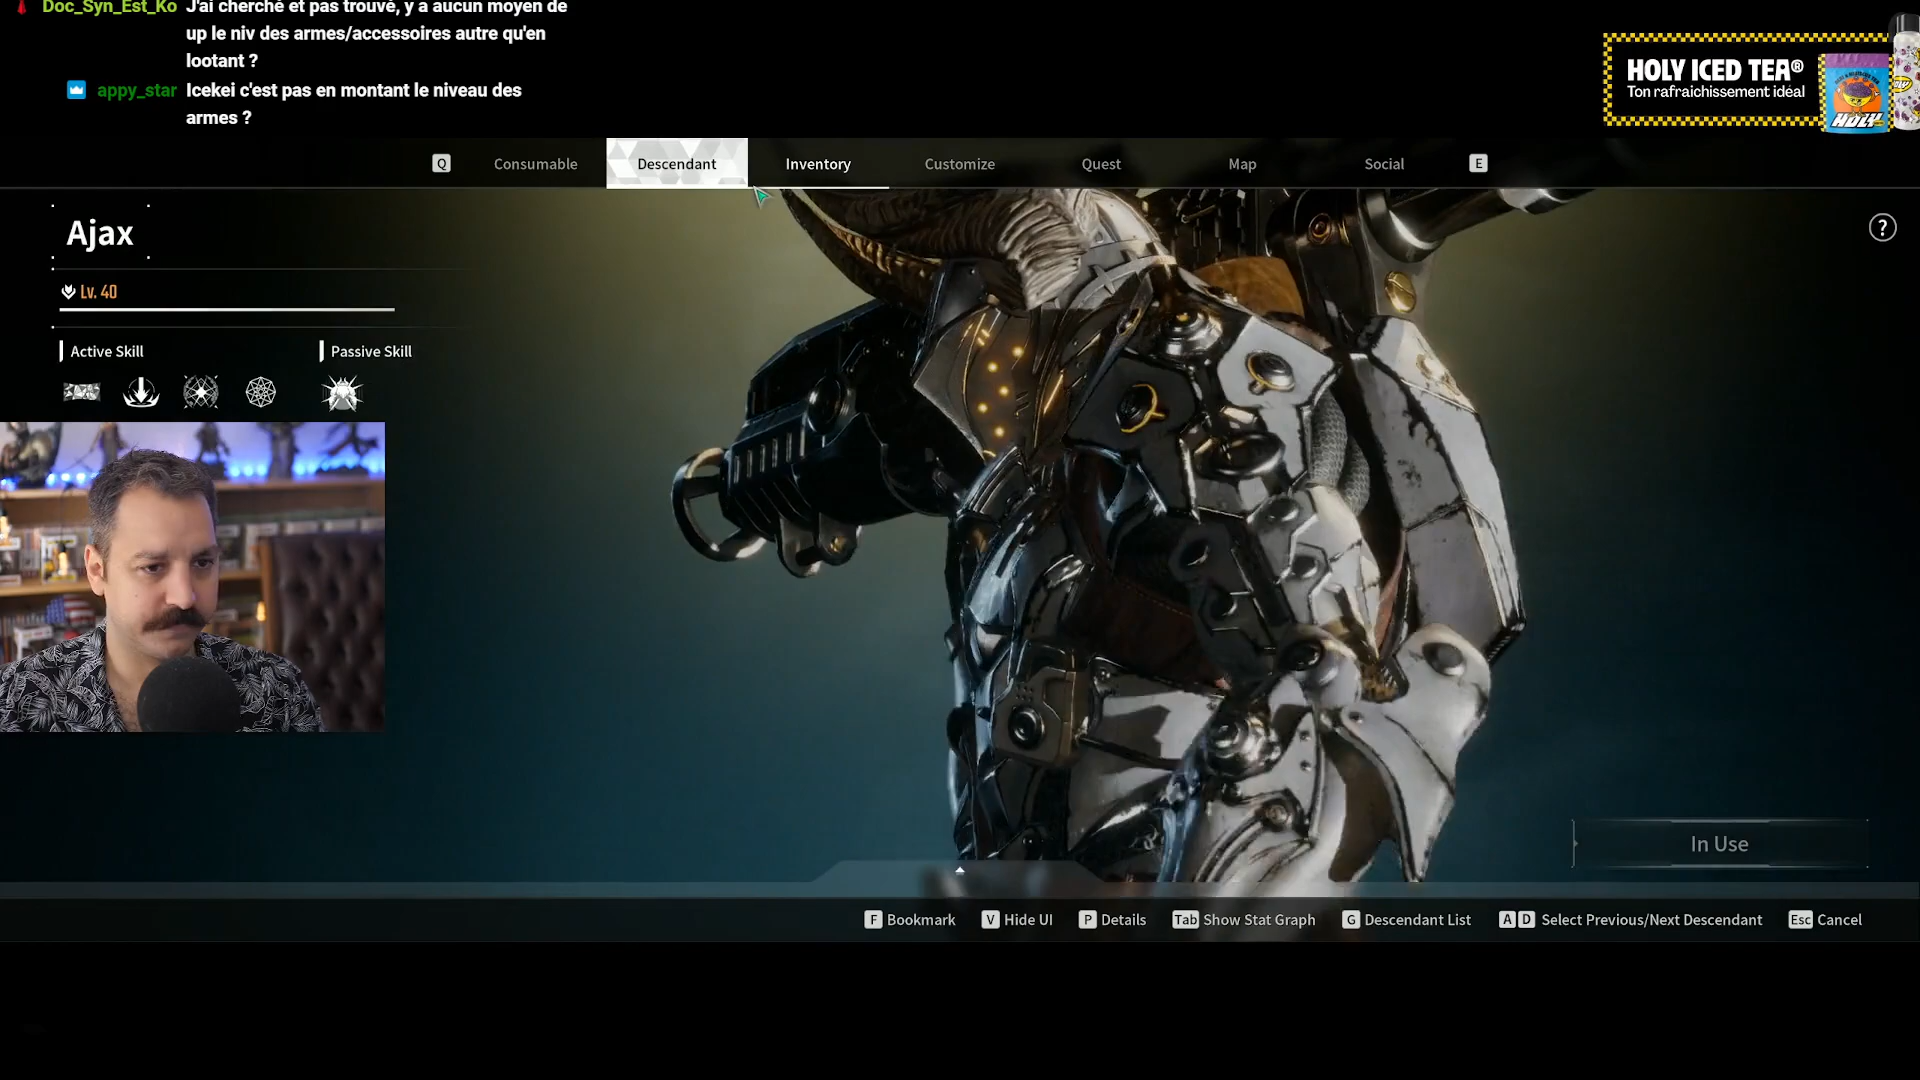 Doc_Syn_Est_Ko J'ai cherché et pas trouvé, y a aucun moyen de
up le niv des armes/accessoires autre qu'en
lootant ?
appy_star Icekei c'est pas en montant le niveau des
armes ?
HOLY ICED TEA®
Ton rafraichissement idéal
HOLY
Q Consumable Descendant Inventory Customize Quest Map Social E
Ajax
?
Lv. 40
Active Skill Passive Skill
In Use
F Bookmark V Hide UI P Details Tab Show Stat Graph G Descendant List A D Select Previous/Next Descendant Esc Cancel